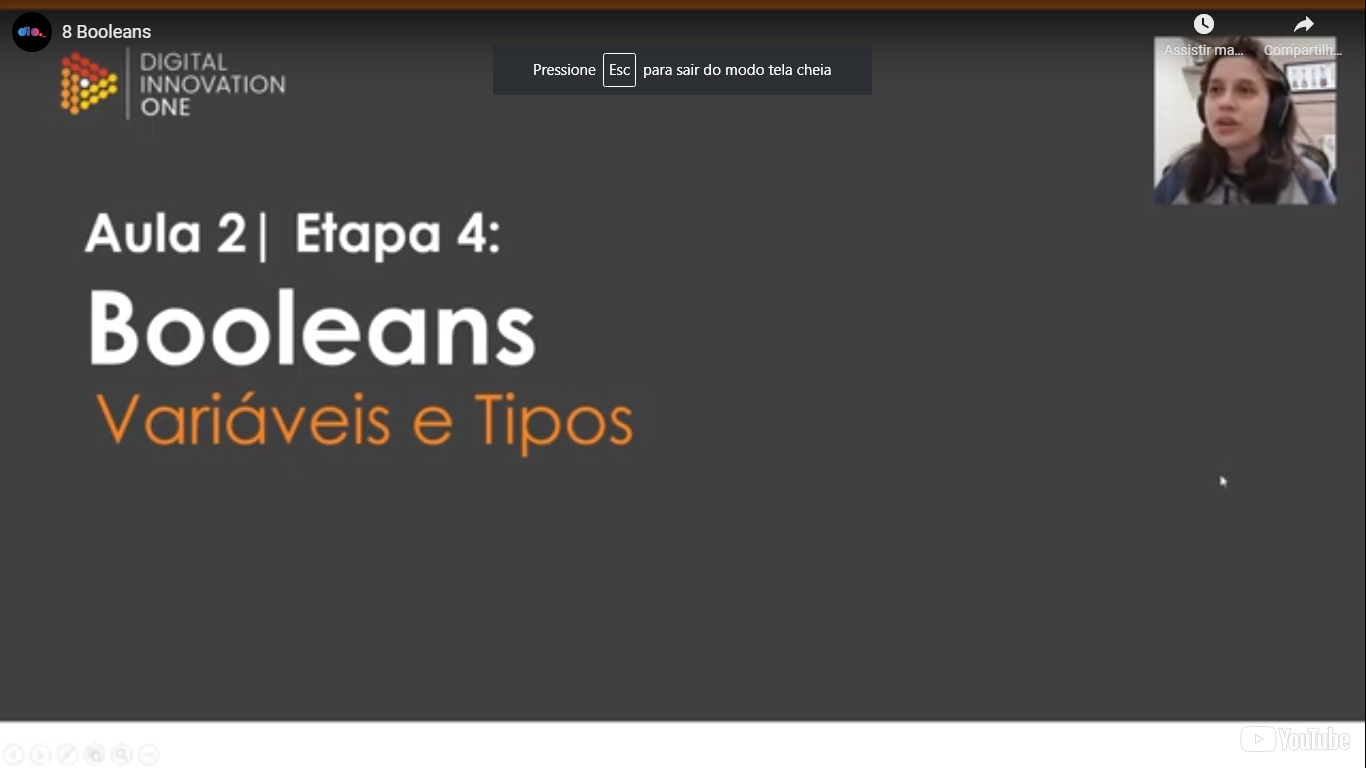 8 Booleans
Assistir ma...
Compartilh...
Pressione Esc para sair do modo tela cheia
DIGITAL
INNOVATION
ONE
Aula 2| Etapa 4:
Booleans
Variáveis e Tipos
YouTube